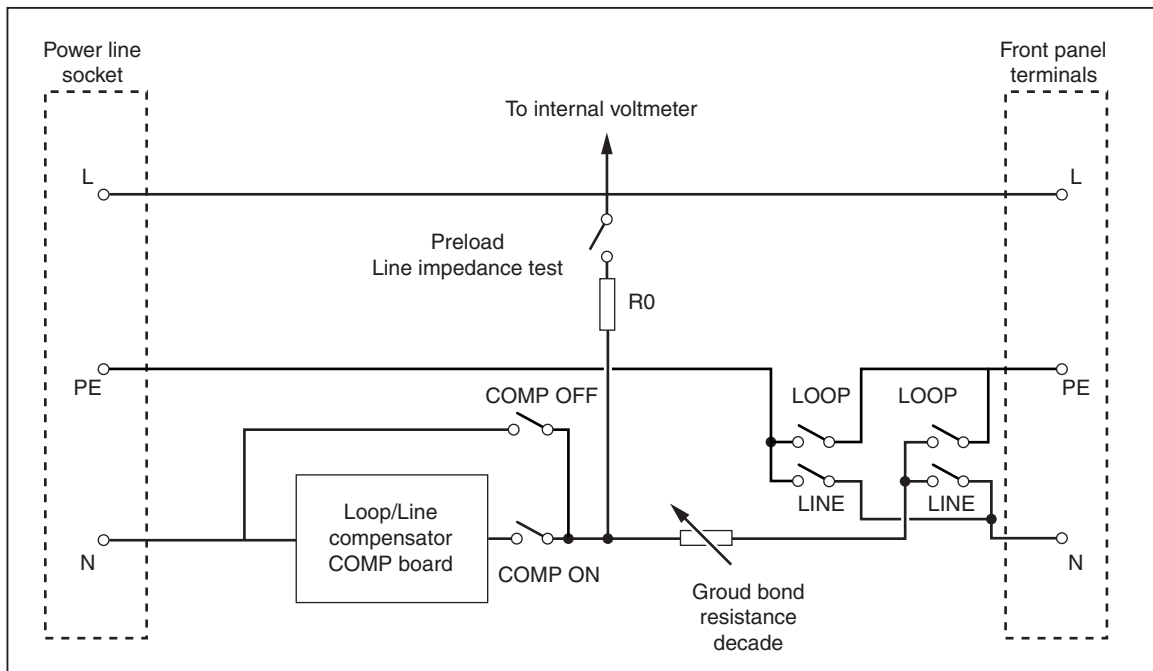 Power line
socket
Front panel
terminals
To internal voltmeter
L
L
Preload
Line impedance test
R0
PE
PE
COMP OFF
LOOP
LOOP
LINE
LINE
Loop/Line
compensator
COMP board
N
N
COMP ON
Groud bond
resistance
decade